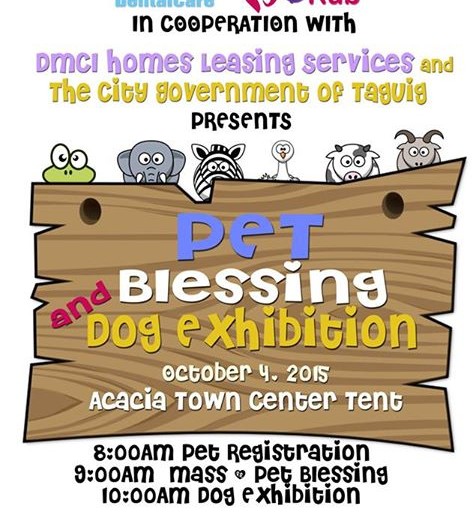 DentalCare Hub
in cooperation with
DMCI Homes Leasing Services and
The City Government of Taguig
presents
Pet
and Blessing
Dog Exhibition
October 4, 2015
Acacia Town Center Tent
8:00AM Pet Registration
9:00AM Mass & Pet Blessing
10:00AM Dog Exhibition